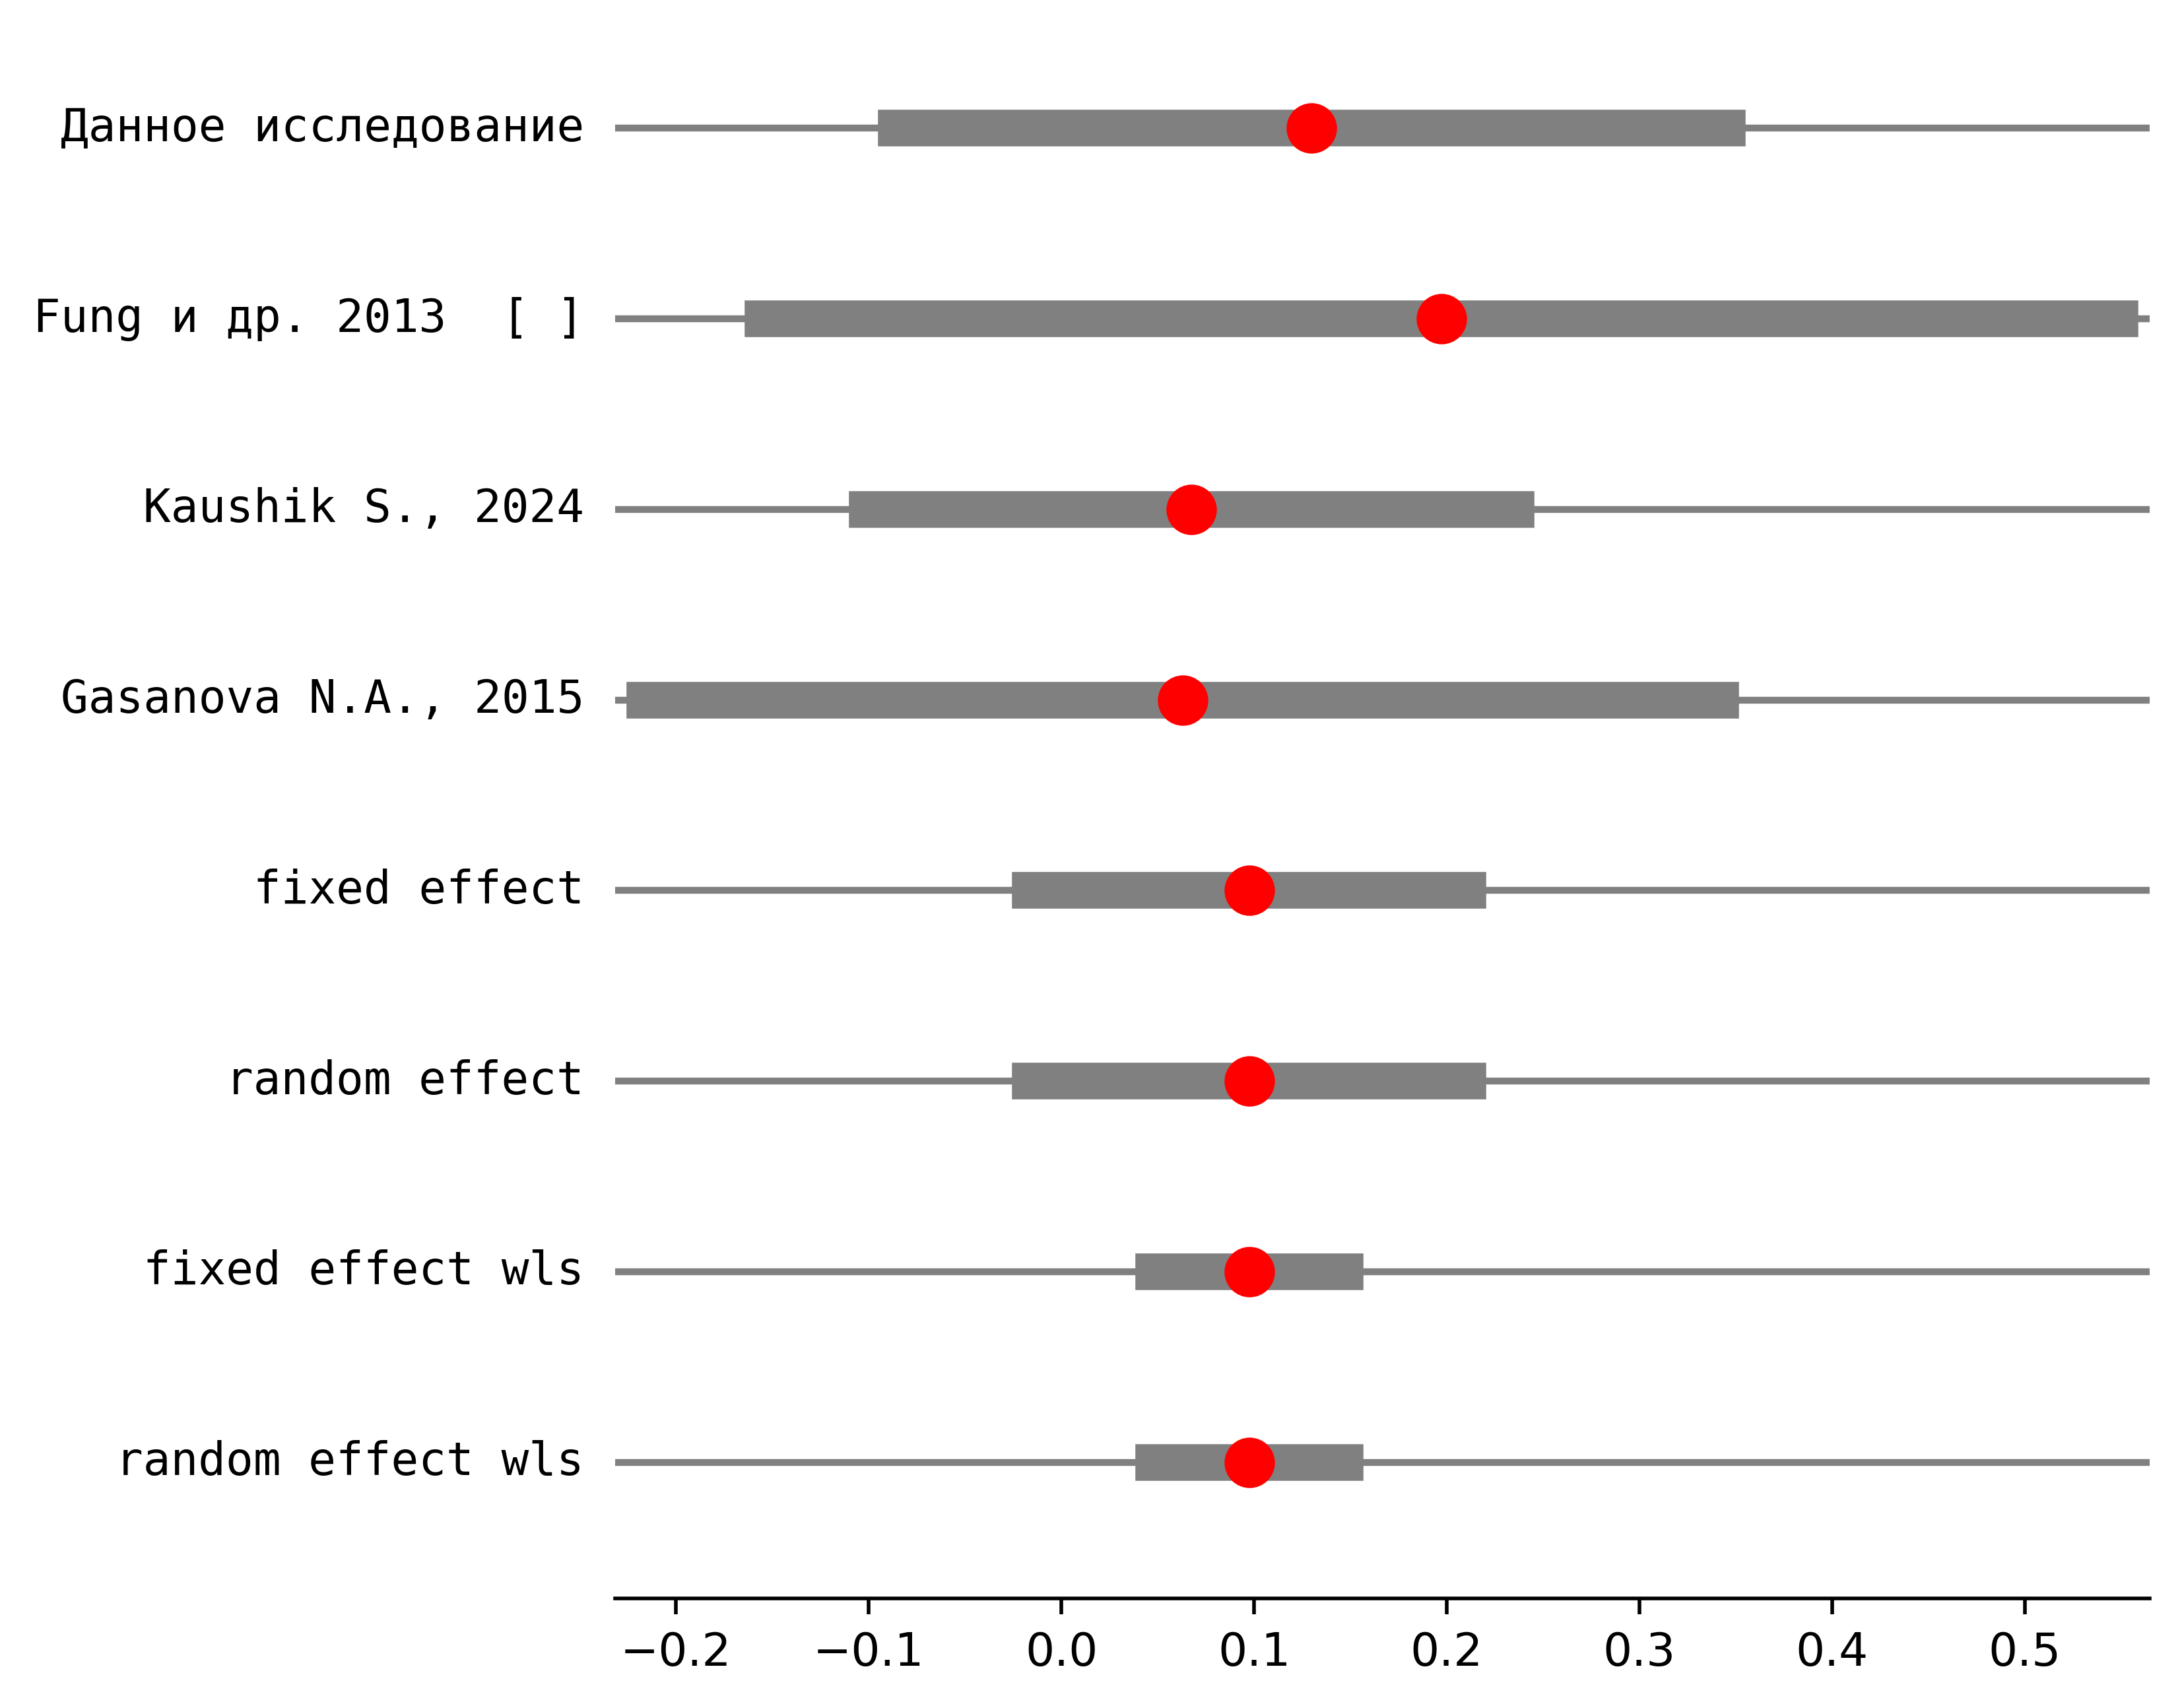 Данное исследование
Fung и др. 2013  [ ]
Kaushik S., 2024
Gasanova N.A., 2015
fixed effect
random effect
fixed effect wls
random effect wls
−0.2 −0.1 0.0 0.1 0.2 0.3 0.4 0.5